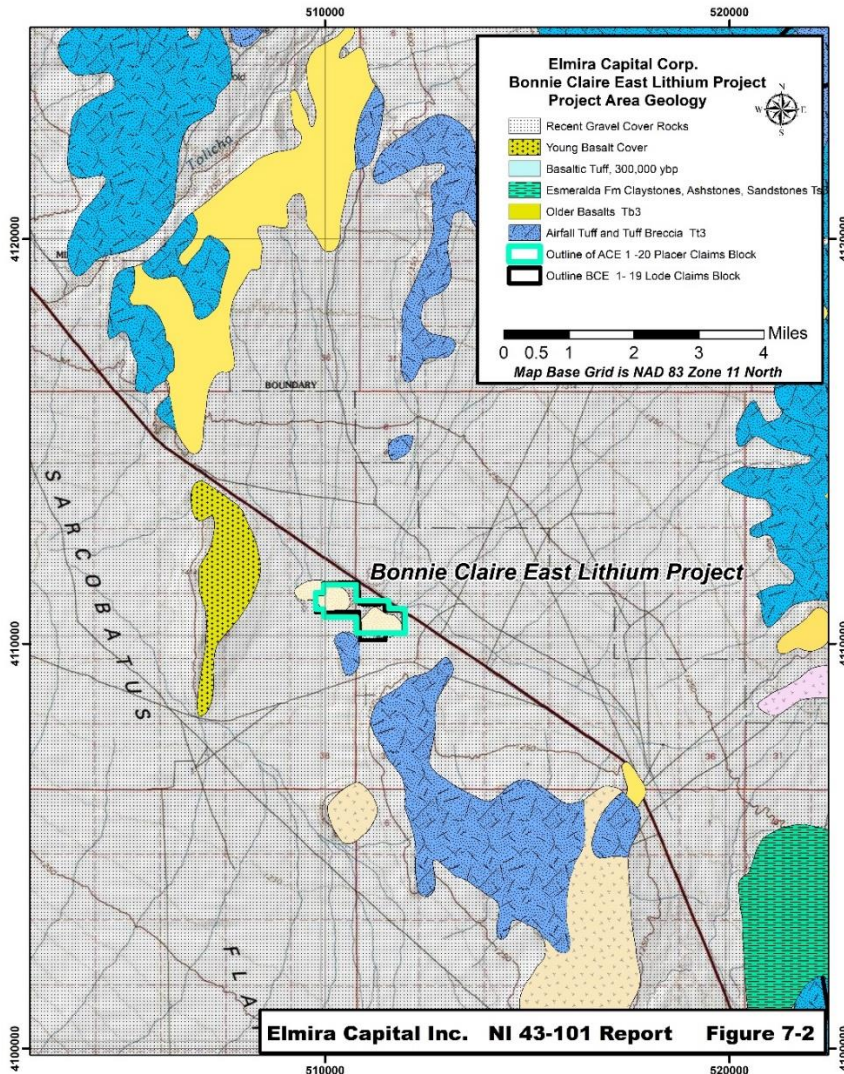 510000
520000
Elmira Capital Corp.
Bonnie Claire East Lithium Project
Project Area Geology
N
W
E
S
Recent Gravel Cover Rocks
Young Basalt Cover
Basaltic Tuff, 300,000 ybp
Esmeralda Fm Claystones, Ashstones, Sandstones Ts3
Older Basalts Tb3
Airfall Tuff and Tuff Breccia Tt3
Outline of ACE 1 -20 Placer Claims Block
Outline BCE 1- 19 Lode Claims Block
Miles
0 0.5 1 2 3 4
Map Base Grid is NAD 83 Zone 11 North
Tolicha
4120000
4120000
BOUNDARY
SARCOBATUS
Bonnie Claire East Lithium Project
4110000
4110000
36
31
FLA
Elmira Capital Inc. NI 43-101 Report Figure 7-2
4100000
4100000
510000
520000